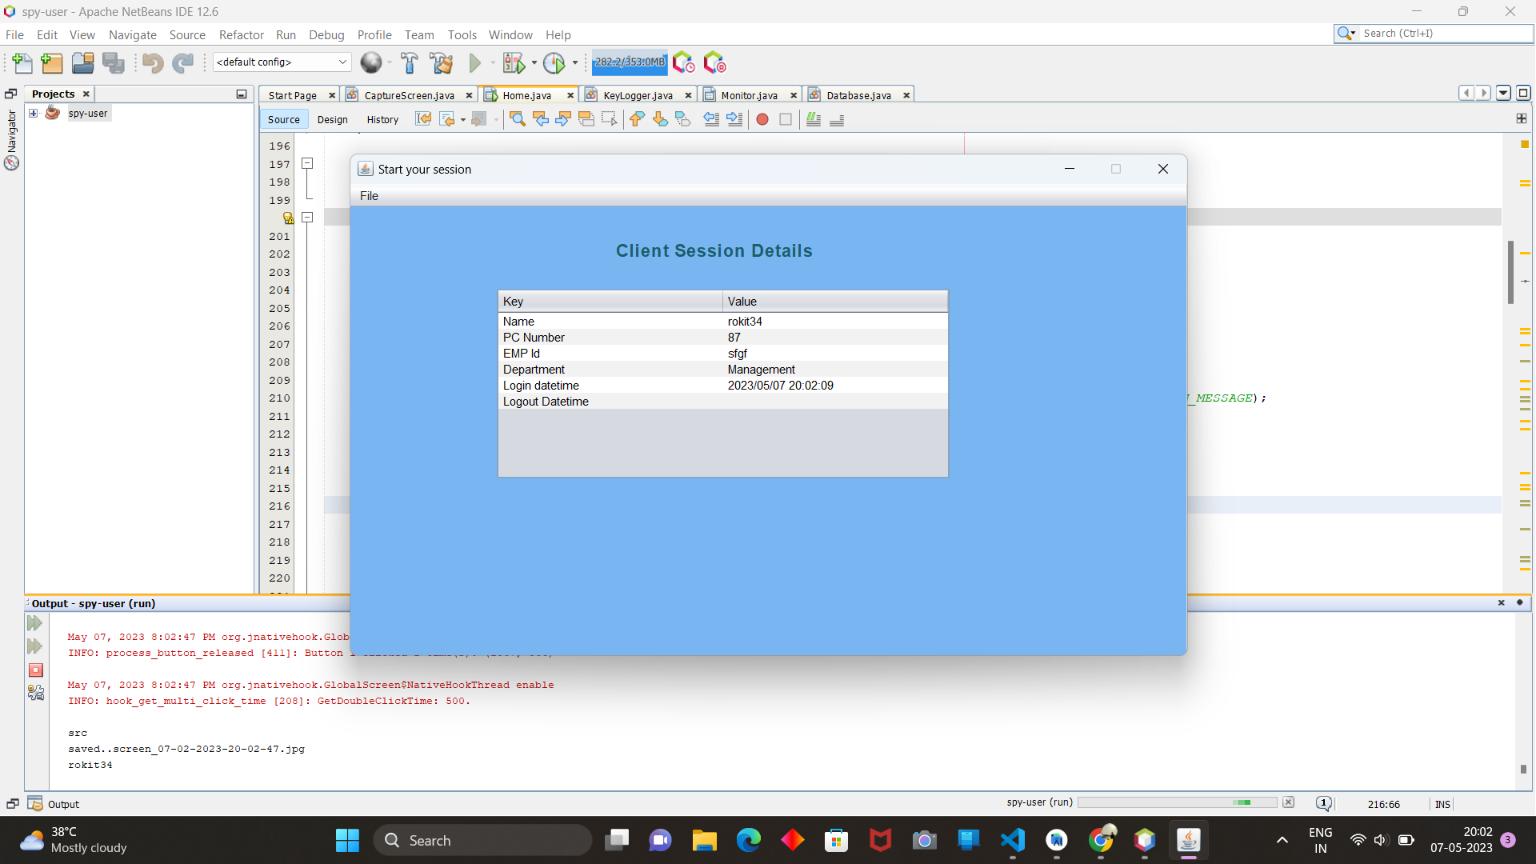 spy-user - Apache NetBeans IDE 12.6
File Edit View Navigate Source Refactor Run Debug Profile Team Tools Window Help
Search (Ctrl+I)
<default config>
282.2/353.0MB
Projects
Start Page CaptureScreen.java Home.java KeyLogger.java Monitor.java Database.java
Navigator
spy-user
Source Design History
196
197
198
199
201
202
203
204
205
206
207
208
209
210
_MESSAGE);
211
212
213
214
215
216
217
218
219
220
Start your session
File
Client Session Details
Key Value
Name rokit34
PC Number 87
EMP Id sfgf
Department Management
Login datetime 2023/05/07 20:02:09
Logout Datetime
Output - spy-user (run)
May 07, 2023 8:02:47 PM org.jnativehook.Glob
INFO: process_button_released [411]: Button
May 07, 2023 8:02:47 PM org.jnativehook.GlobalScreen$NativeHookThread enable
INFO: hook_get_multi_click_time [208]: GetDoubleClickTime: 500.
src
saved..screen_07-02-2023-20-02-47.jpg
rokit34
Output
spy-user (run)
1
216:66
INS
38°C
Mostly cloudy
Search
ENG
IN
20:02
07-05-2023
3